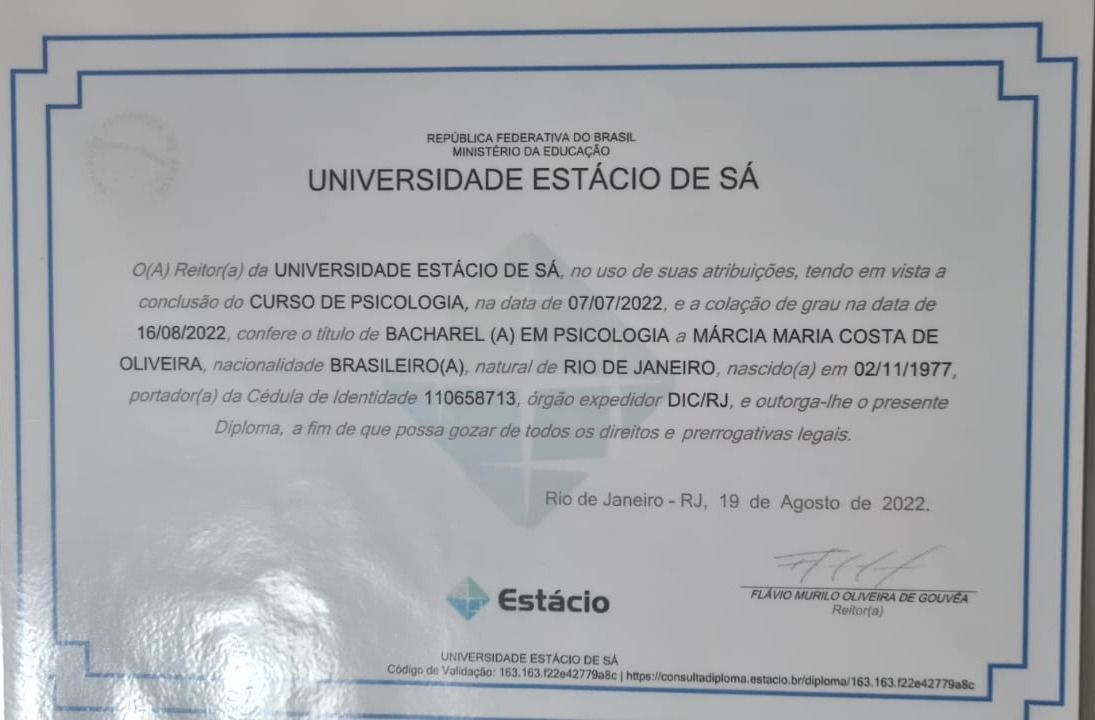 REPÚBLICA FEDERATIVA DO BRASIL
MINISTÉRIO DA EDUCAÇÃO
UNIVERSIDADE ESTÁCIO DE SÁ
O(A) Reitor(a) da UNIVERSIDADE ESTÁCIO DE SÁ, no uso de suas atribuições, tendo em vista a
conclusão do CURSO DE PSICOLOGIA, na data de 07/07/2022, e a colação de grau na data de
16/08/2022, confere o título de BACHAREL (A) EM PSICOLOGIA a MÁRCIA MARIA COSTA DE
OLIVEIRA, nacionalidade BRASILEIRO(A), natural de RIO DE JANEIRO, nascido(a) em 02/11/1977,
portador(a) da Cédula de Identidade 110658713, órgão expedidor DIC/RJ, e outorga-lhe o presente
Diploma, a fim de que possa gozar de todos os direitos e prerrogativas legais.
Rio de Janeiro - RJ, 19 de Agosto de 2022.
FLÁVIO MURILO OLIVEIRA DE GOUVÊA
Reitor(a)
Estácio
UNIVERSIDADE ESTÁCIO DE SÁ
Código de Validação: 163.163.f22e42779a8c | https://consultadiploma.estacio.br/diploma/163.163.f22e42779a8c